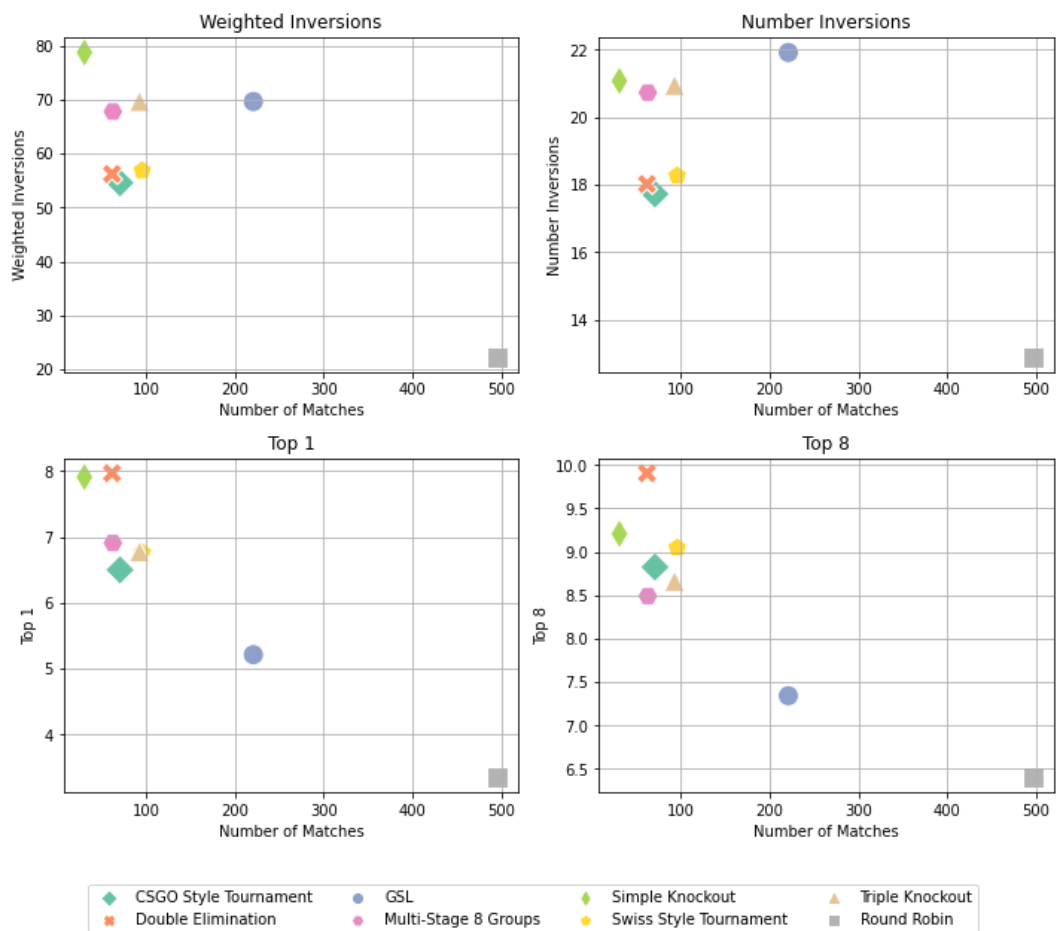 Weighted Inversions
Number Inversions
80
70
60
50
40
30
20
Weighted Inversions
100 200 300 400 500
Number of Matches
22
20
18
16
14
Number Inversions
100 200 300 400 500
Number of Matches
Top 1
Top 8
8
7
6
5
4
Top 1
100 200 300 400 500
Number of Matches
10.0
9.5
9.0
8.5
8.0
7.5
7.0
6.5
Top 8
100 200 300 400 500
Number of Matches
CSGO Style Tournament GSL Simple Knockout Triple Knockout
Double Elimination Multi-Stage 8 Groups Swiss Style Tournament Round Robin